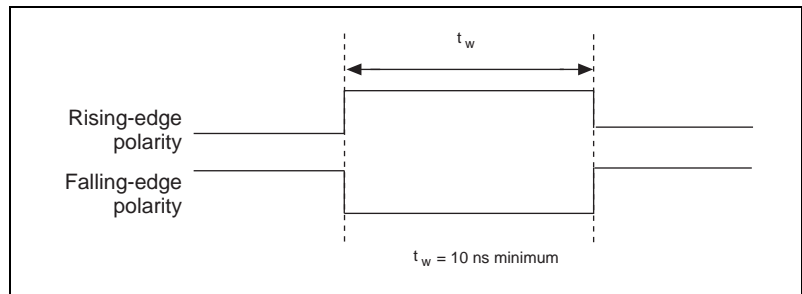 t w
Rising-edge
polarity
Falling-edge
polarity
t w = 10 ns minimum